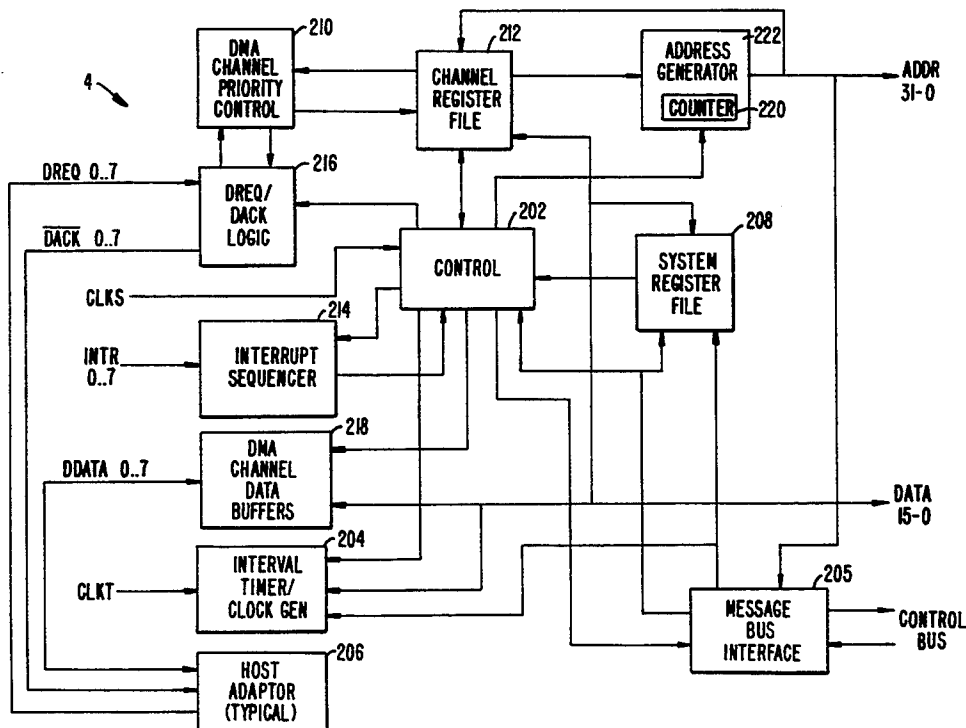 4
210
DMA
CHANNEL
PRIORITY
CONTROL
212
CHANNEL
REGISTER
FILE
222
ADDRESS
GENERATOR
COUNTER
220
ADDR
31-0
DREQ 0..7
216
DREQ/
DACK
LOGIC
DACK 0..7
202
CONTROL
208
SYSTEM
REGISTER
FILE
CLKS
214
INTR
0..7
INTERRUPT
SEQUENCER
218
DDATA 0..7
DMA
CHANNEL
DATA
BUFFERS
DATA
15-0
204
CLKT
INTERVAL
TIMER/
CLOCK GEN
205
MESSAGE
BUS
INTERFACE
CONTROL
BUS
206
HOST
ADAPTOR
(TYPICAL)